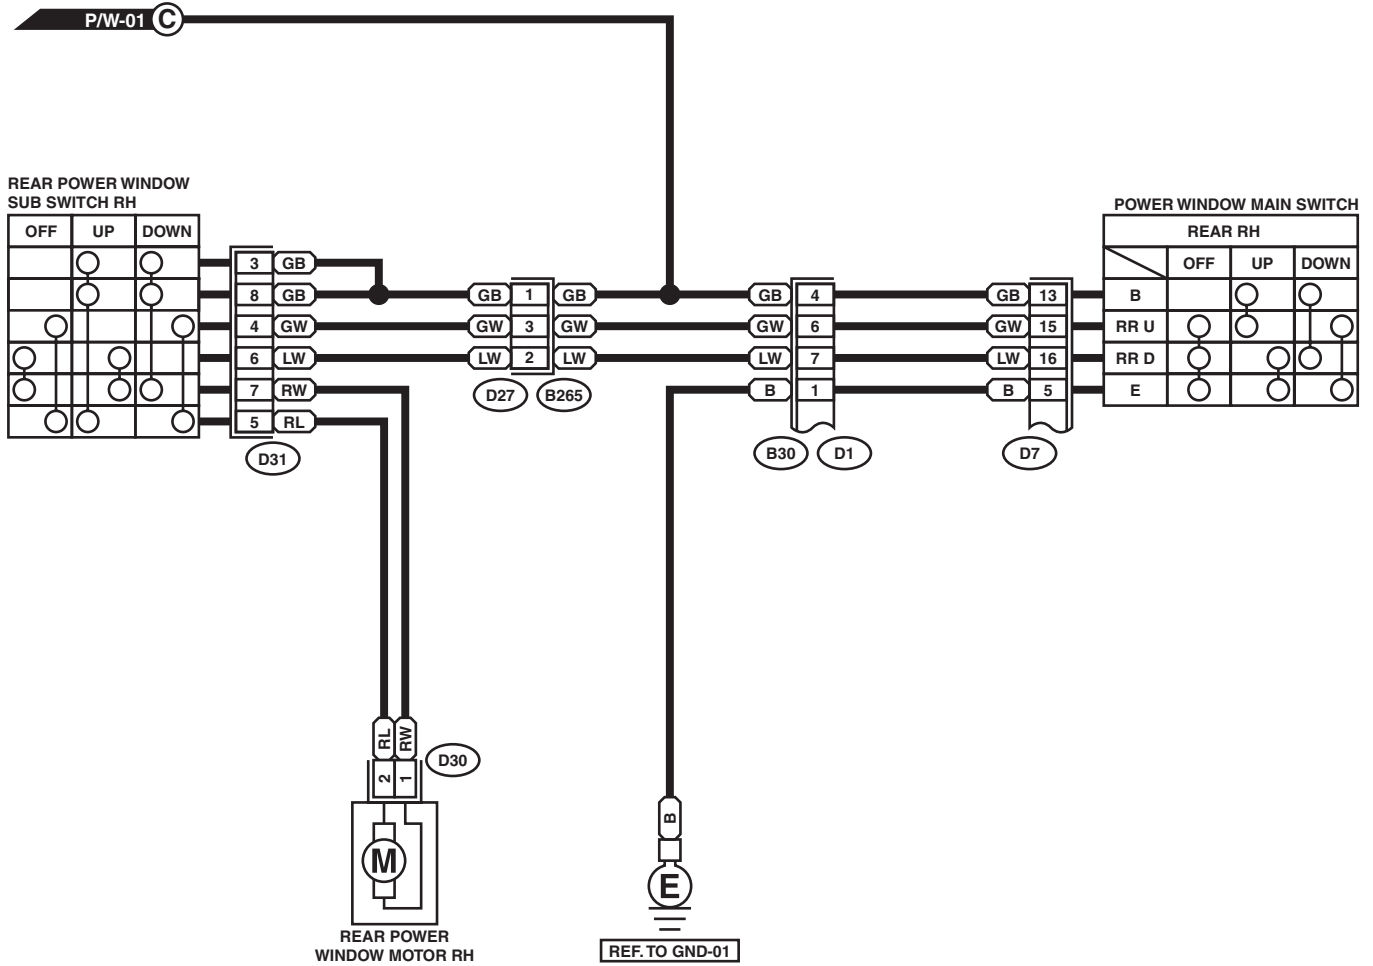 P/W-01 C
REAR POWER WINDOW
SUB SWITCH RH
OFF UP DOWN
3 GB
8 GB
4 GW
6 LW
7 RW
5 RL
D31
GB 1 GB
GW 3 GW
LW 2 LW
D27 B265
GB 4
GW 6
LW 7
B 1
B30 D1
GB 13
GW 15
LW 16
B 5
D7
POWER WINDOW MAIN SWITCH
REAR RH
OFF UP DOWN
B
RR U
RR D
E
RL RW
2 1
D30
M
REAR POWER
WINDOW MOTOR RH
B
E
REF. TO GND-01